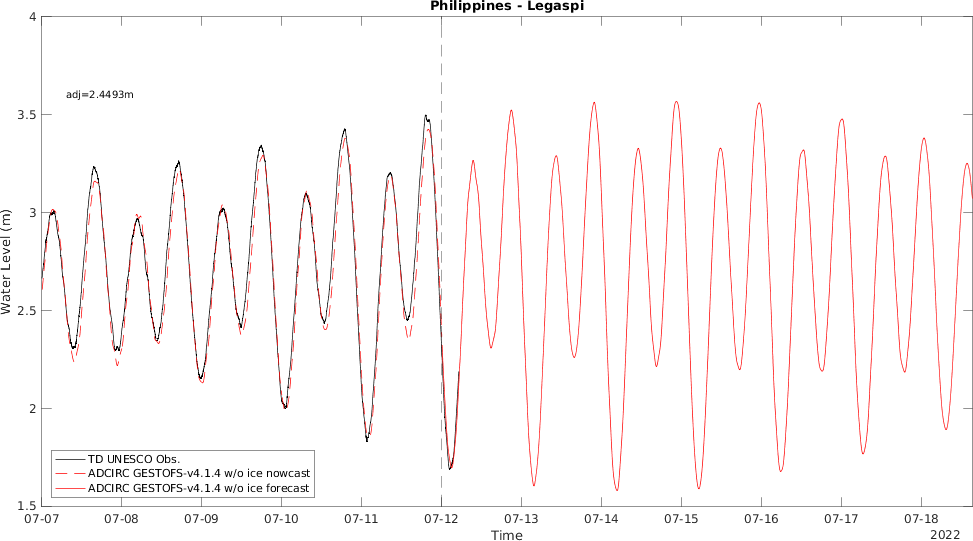 Philippines - Legaspi
4
adj=2.4493m
3.5
3
Water Level (m)
2.5
2
TD UNESCO Obs.
ADCIRC GESTOFS-v4.1.4 w/o ice nowcast
ADCIRC GESTOFS-v4.1.4 w/o ice forecast
1.5
07-07 07-08 07-09 07-10 07-11 07-12 07-13 07-14 07-15 07-16 07-17 07-18
Time
2022